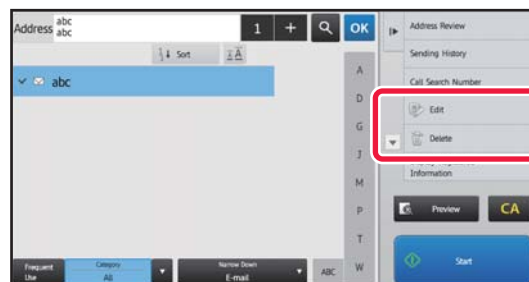 Address
abc
abc
1
+
OK
Sort
abc
A
D
G
J
M
P
T
W
Frequent
Use
Category
All
Narrow Down
E-mail
ABC
Address Review
Sending History
Call Search Number
Edit
Delete
Information
Preview
CA
Start